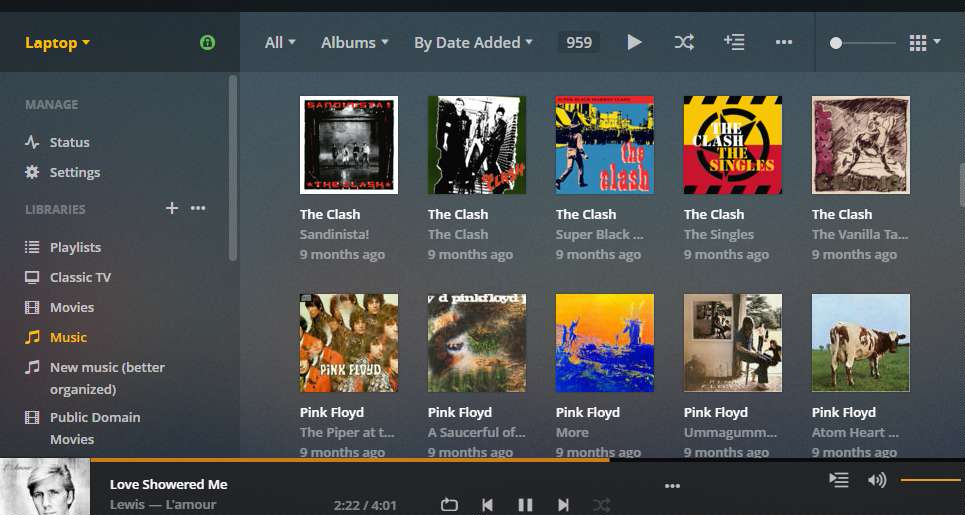 Laptop
All
Albums
By Date Added
959
MANAGE
Status
Settings
LIBRARIES
Playlists
Classic TV
Movies
Music
New music (better
organized)
Public Domain
Movies
SANDINISTA!
THE CLASH
CLASH
the
clash
THE
CLASH
THE
SINGLES
The Clash
The Clash
The Clash
The Clash
The Clash
Sandinista!
The Clash
Super Black ...
The Singles
The Vanilla Ta...
9 months ago
9 months ago
9 months ago
9 months ago
9 months ago
PiNK FLOYD
d pinkfloyd
Pink Floyd
Pink Floyd
Pink Floyd
Pink Floyd
Pink Floyd
The Piper at t...
A Saucerful of...
More
Ummagumm...
Atom Heart ...
9 months ago
9 months ago
9 months ago
9 months ago
9 months ago
Love Showered Me
Lewis — L'amour
2:22 / 4:01